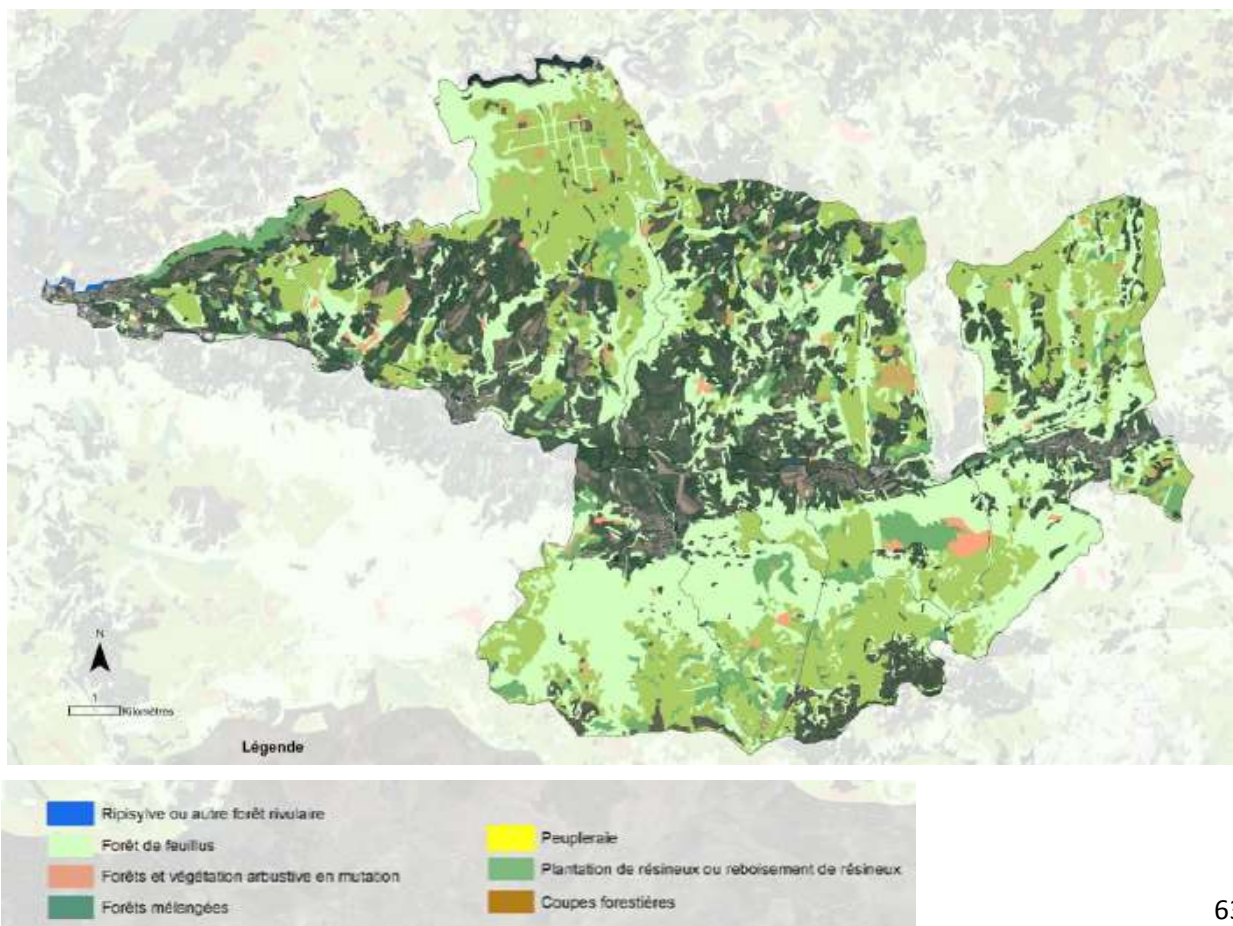 N
1
Kilomètres
Légende
Ripisylve ou autre forêt rivulaire
Forêt de feuillus
Forêts et végétation arbustive en mutation
Forêts mélangées
Peupleraie
Plantation de résineux ou reboisement de résineux
Coupes forestières
63